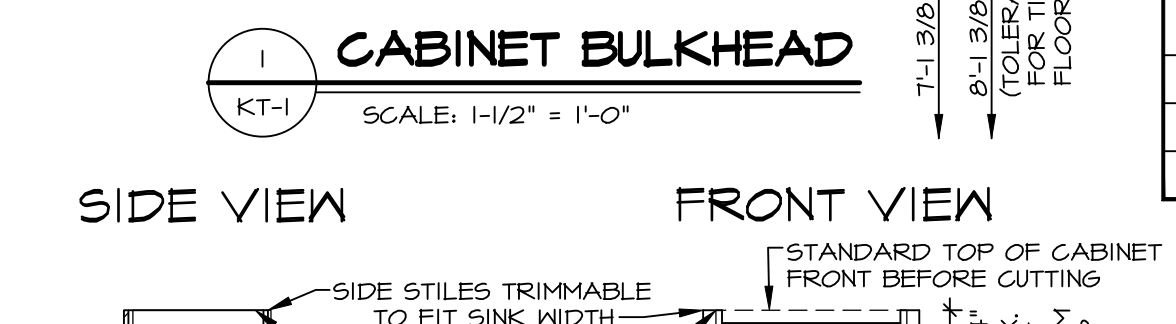 1
KT-1
CABINET BULKHEAD
SCALE: 1-1/2" = 1'-0"
7'-1 3/8
8'-1 3/8
FOR
FLOOR
SIDE VIEW
FRONT VIEW
STANDARD TOP OF CABINET
FRONT BEFORE CUTTING
SIDE STILES TRIMMABLE
TO FIT SINK WIDTH